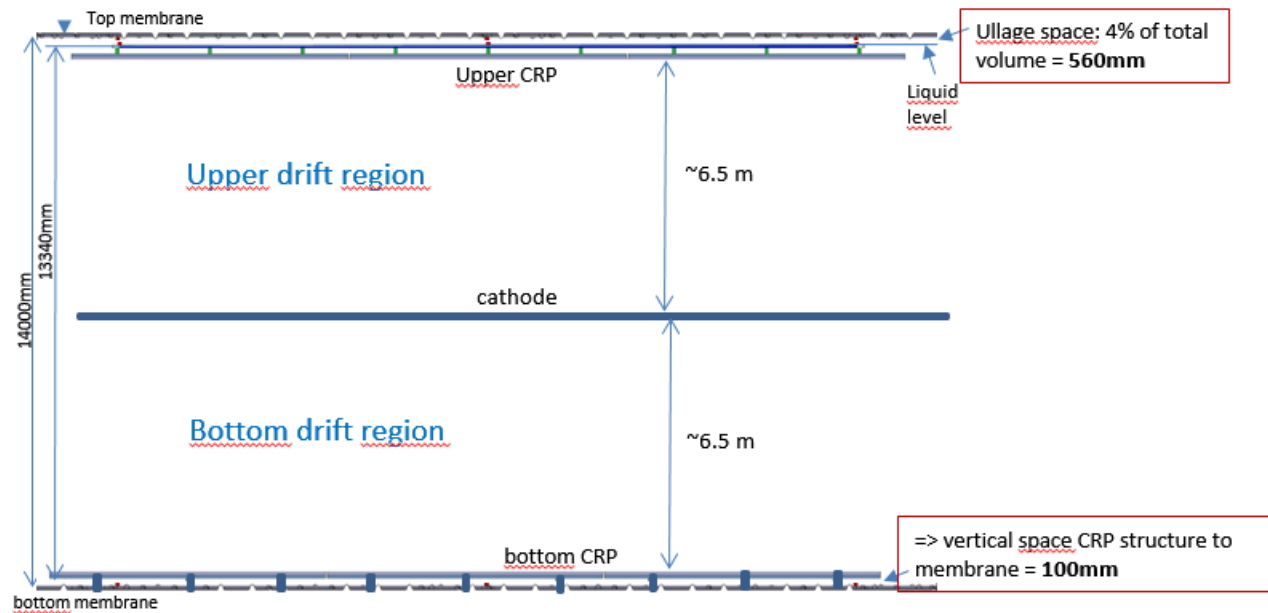 Top membrane
Ullage space: 4% of total
volume = 560mm
Upper CRP
Liquid
level
Upper drift region
~6.5 m
13340mm
14000mm
cathode
Bottom drift region
~6.5 m
=> vertical space CRP structure to
membrane = 100mm
bottom CRP
bottom membrane